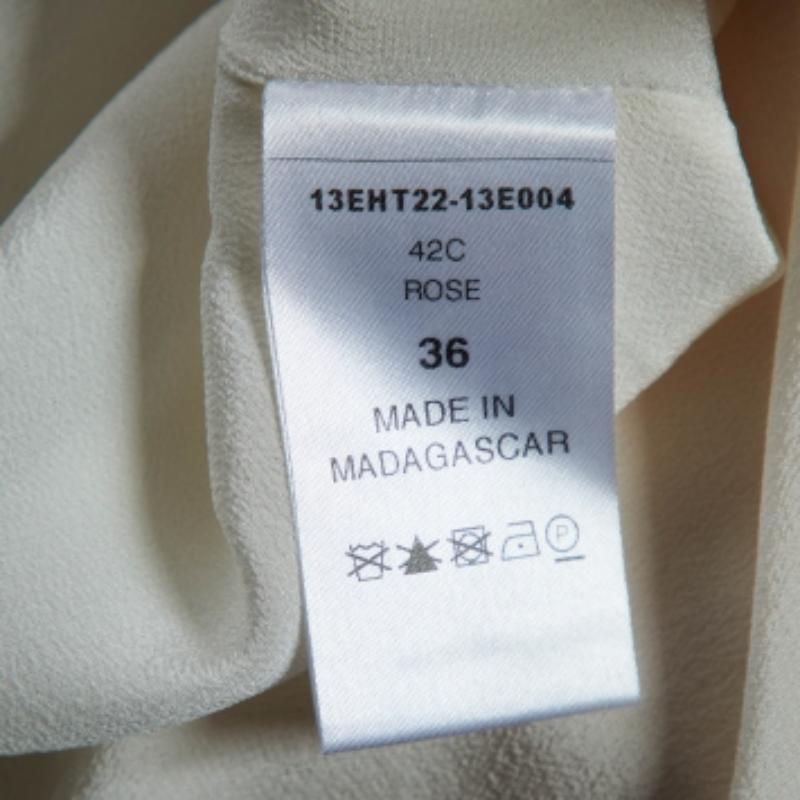 13EHT22-13E004
42C
ROSE
36
MADE IN
MADAGASCAR
P